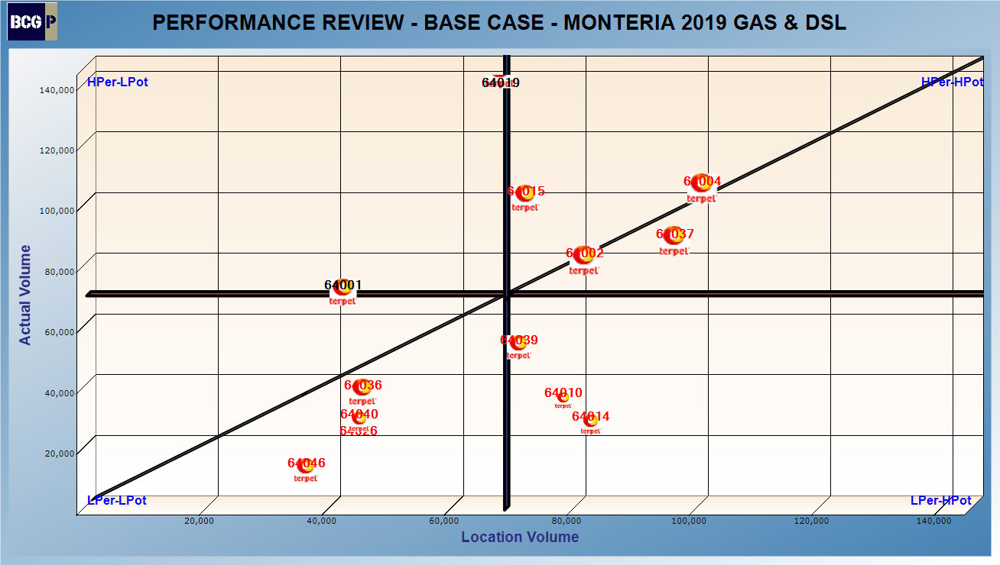 BCG P
PERFORMANCE REVIEW - BASE CASE - MONTERIA 2019 GAS & DSL
HPer-LPot
HPer-HPot
64019
terpel
140,000
120,000
64004
terpel
64015
terpel
100,000
64037
terpel
64002
terpel
80,000
64001
terpel
Actual Volume
60,000
64039
terpel
64036
terpel
40,000
64010
terpel
64040
terpel
64014
terpel
64026
20,000
64046
terpel
LPer-LPot
LPer-HPot
20,000
40,000
60,000
80,000
100,000
120,000
140,000
Location Volume